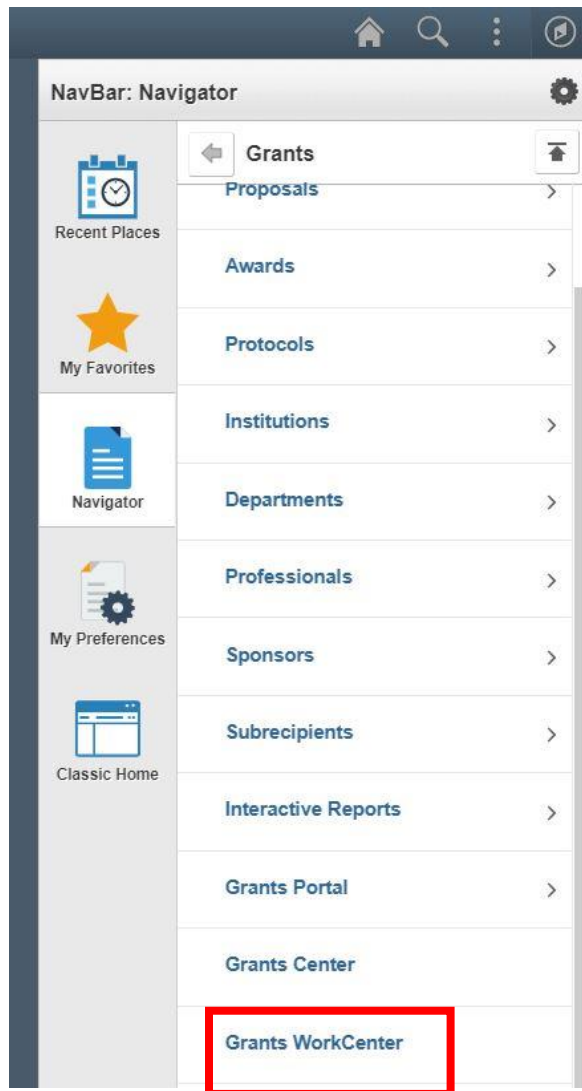 NavBar: Navigator
Grants
Recent Places
My Favorites
Navigator
My Preferences
Classic Home
Proposals
Awards
Protocols
Institutions
Departments
Professionals
Sponsors
Subrecipients
Interactive Reports
Grants Portal
Grants Center
Grants WorkCenter